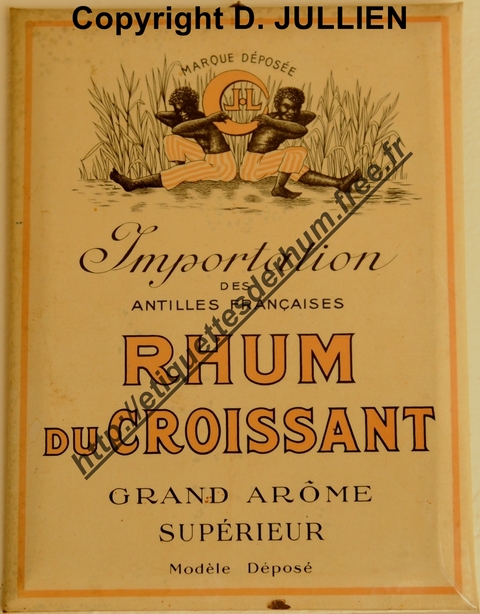 Copyright D. JULLIEN
MARQUE DÉPOSÉE
J.L
Importation
DES
ANTILLES FRANÇAISES
RHUM
DU CROISSANT
GRAND ARÔME
SUPÉRIEUR
Modèle Déposé
http://etiquettesderhum.free.fr